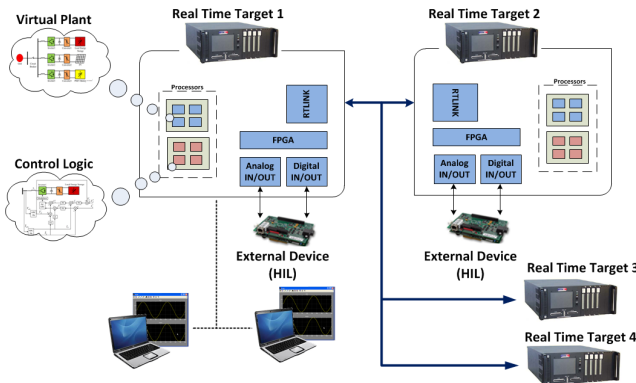 Virtual Plant
Real Time Target 1
Real Time Target 2
Processors
RTLINK
FPGA
Analog
IN/OUT
Digital
IN/OUT
RTLINK
Processors
FPGA
Analog
IN/OUT
Digital
IN/OUT
Control Logic
External Device
(HIL)
External Device
(HIL)
Real Time Target 3
Real Time Target 4